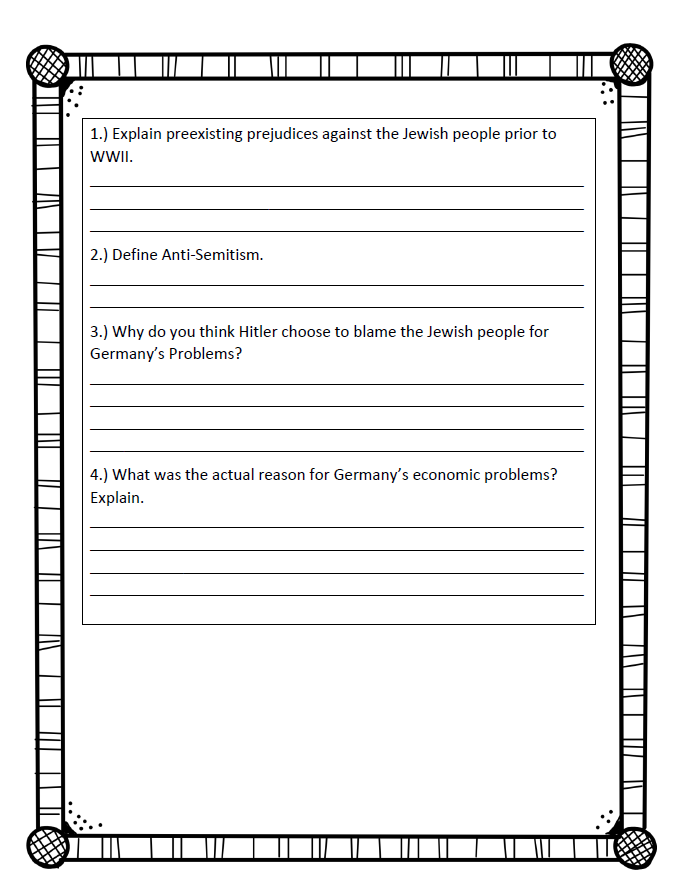 1.) Explain preexisting prejudices against the Jewish people prior to
WWII.
2.) Define Anti-Semitism.
3.) Why do you think Hitler choose to blame the Jewish people for
Germany’s Problems?
4.) What was the actual reason for Germany’s economic problems?
Explain.